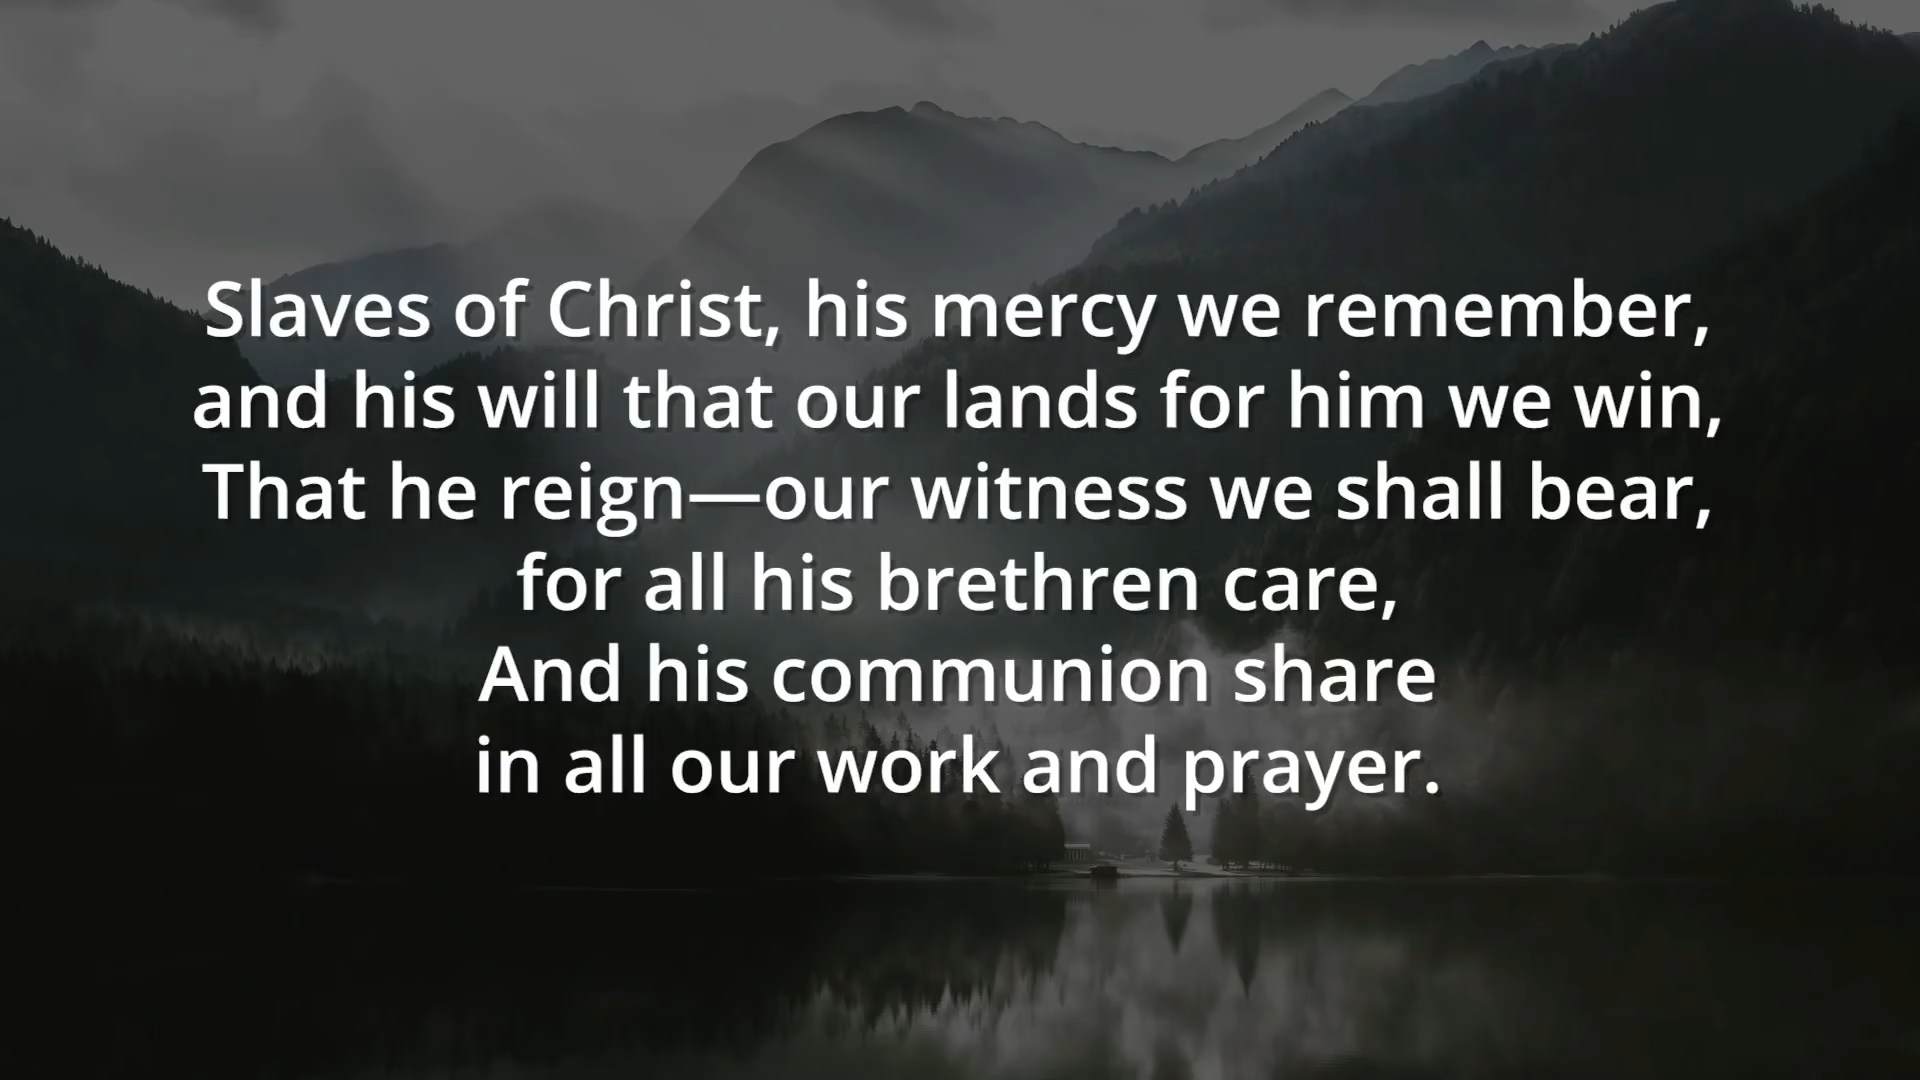 Slaves of Christ, his mercy we remember,
and his will that our lands for him we win,
That he reign—our witness we shall bear,
for all his brethren care,
And his communion share
in all our work and prayer.